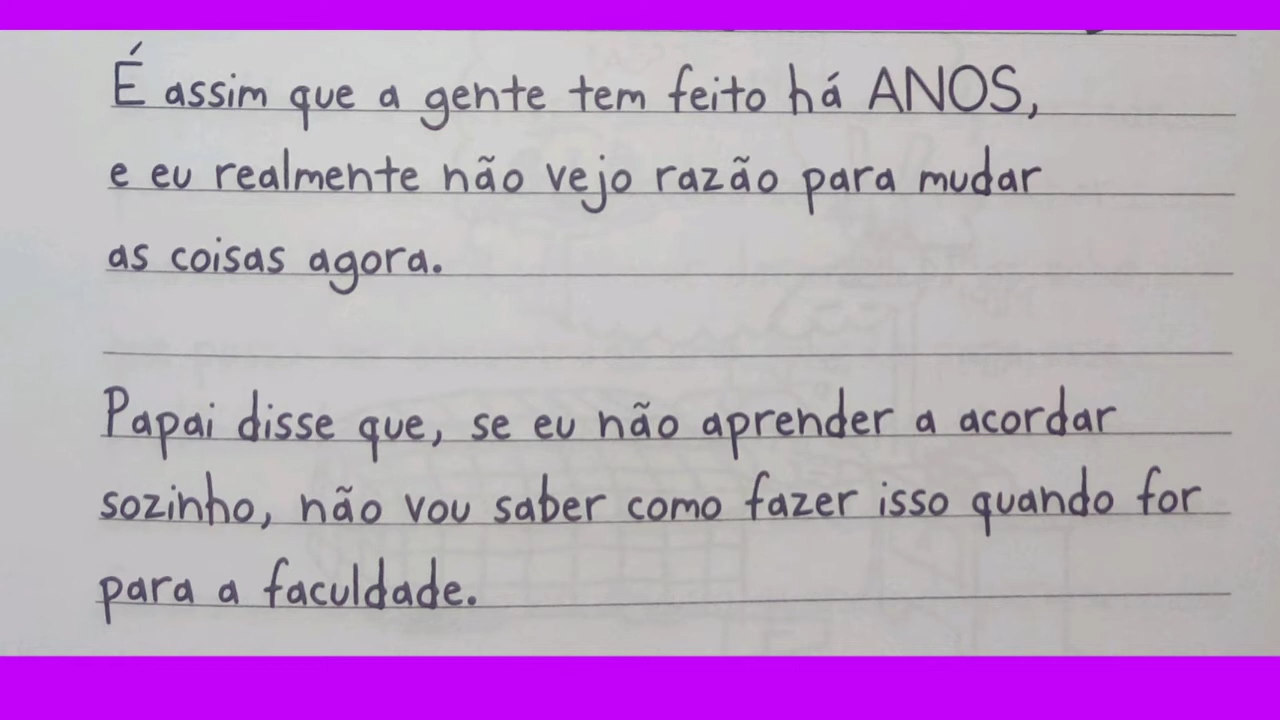 É assim que a gente tem feito há ANOS,
e eu realmente não vejo razão para mudar
as coisas agora.
Papai disse que, se eu não aprender a acordar
sozinho, não vou saber como fazer isso quando for
para a faculdade.